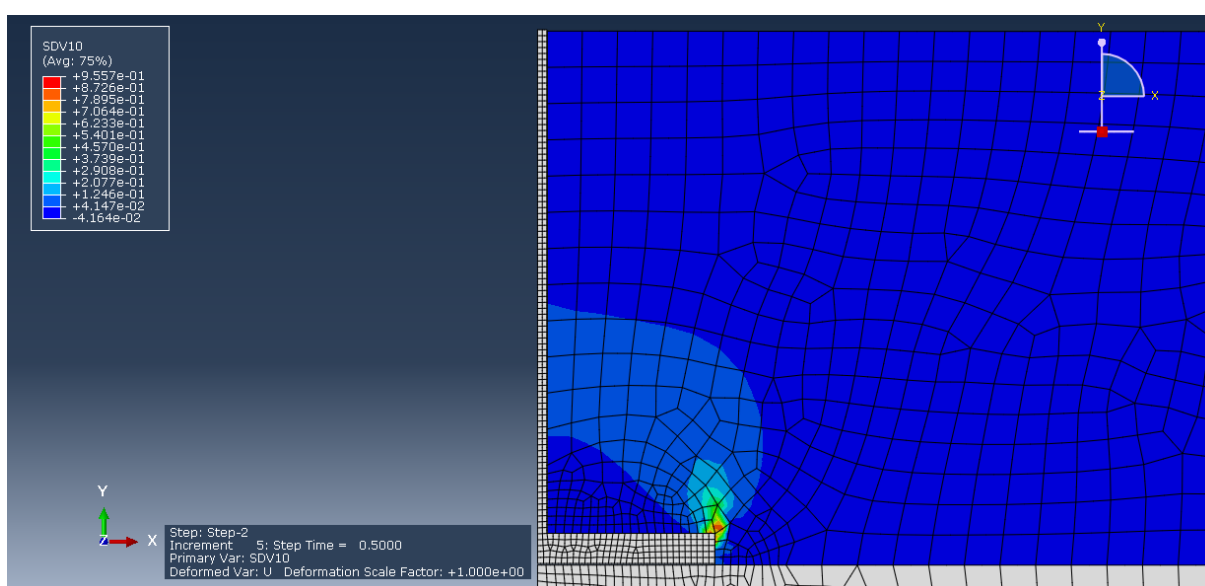 SDV10
(Avg: 75%)
+9.557e-01
+8.726e-01
+7.895e-01
+7.064e-01
+6.233e-01
+5.401e-01
+4.570e-01
+3.739e-01
+2.908e-01
+2.077e-01
+1.246e-01
+4.147e-02
-4.164e-02
Y
Z
X
Y
Z
X
Step: Step-2
Increment 5: Step Time = 0.5000
Primary Var: SDV10
Deformed Var: U Deformation Scale Factor: +1.000e+00